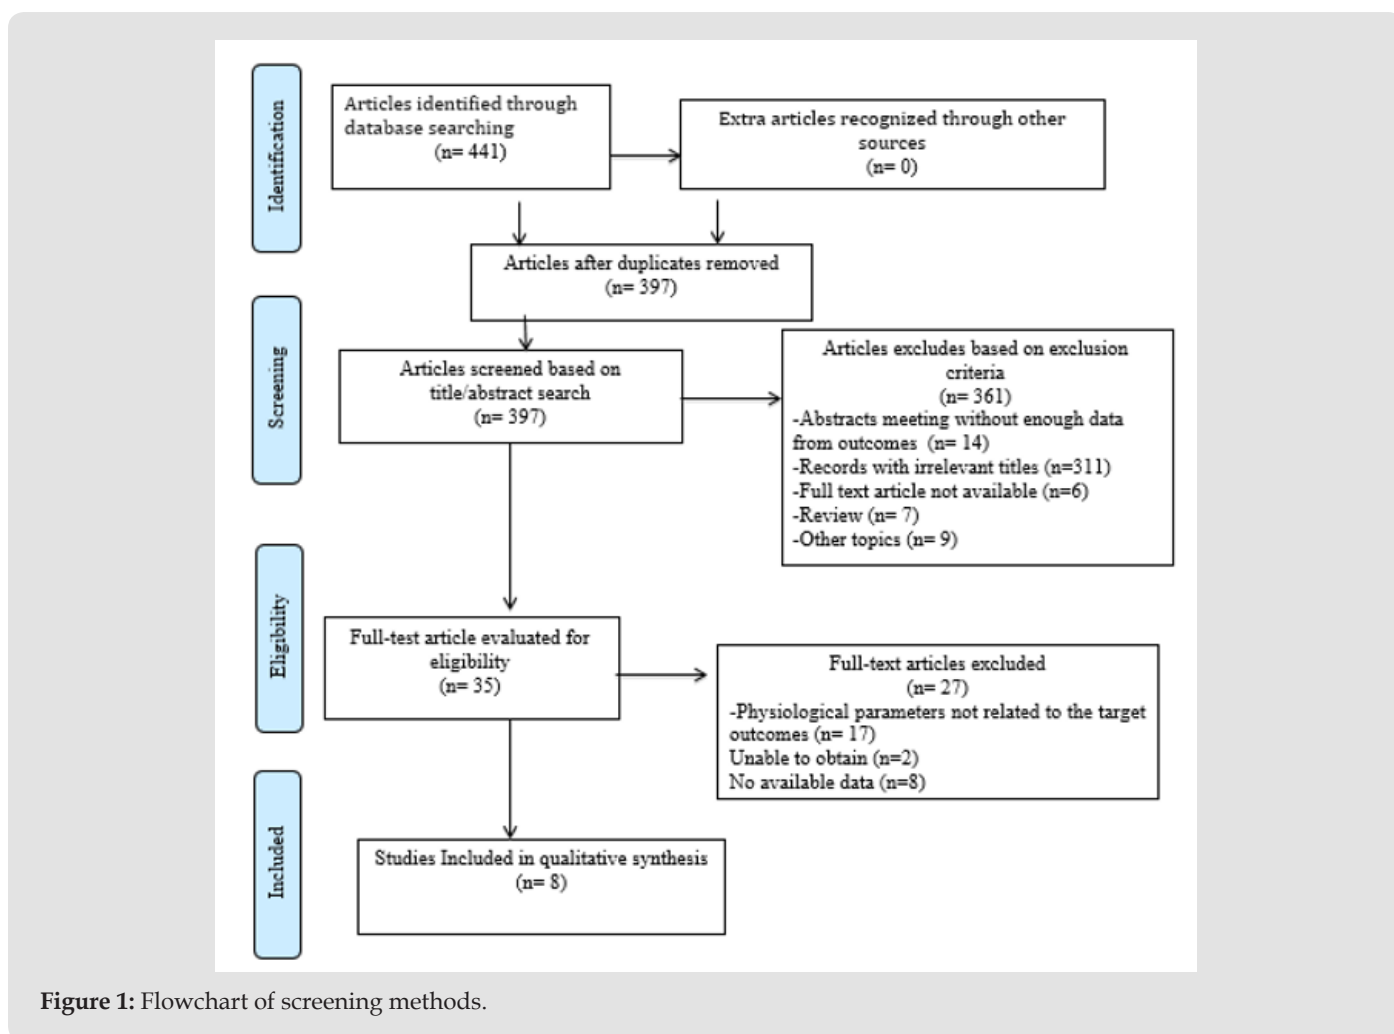 Identification
Articles identified through
database searching
(n= 441)
Extra articles recognized through other
sources
(n= 0)
Articles after duplicates removed
(n= 397)
Screening
Articles screened based on
title/abstract search
(n= 397)
Articles excludes based on exclusion
criteria
(n= 361)
-Abstracts meeting without enough data
from outcomes (n= 14)
-Records with irrelevant titles (n=311)
-Full text article not available (n=6)
-Review (n= 7)
-Other topics (n= 9)
Eligibility
Full-test article evaluated for
eligibility
(n= 35)
Full-text articles excluded
(n= 27)
-Physiological parameters not related to the target
outcomes (n= 17)
Unable to obtain (n=2)
No available data (n=8)
Included
Studies Included in qualitative synthesis
(n= 8)
Figure 1: Flowchart of screening methods.